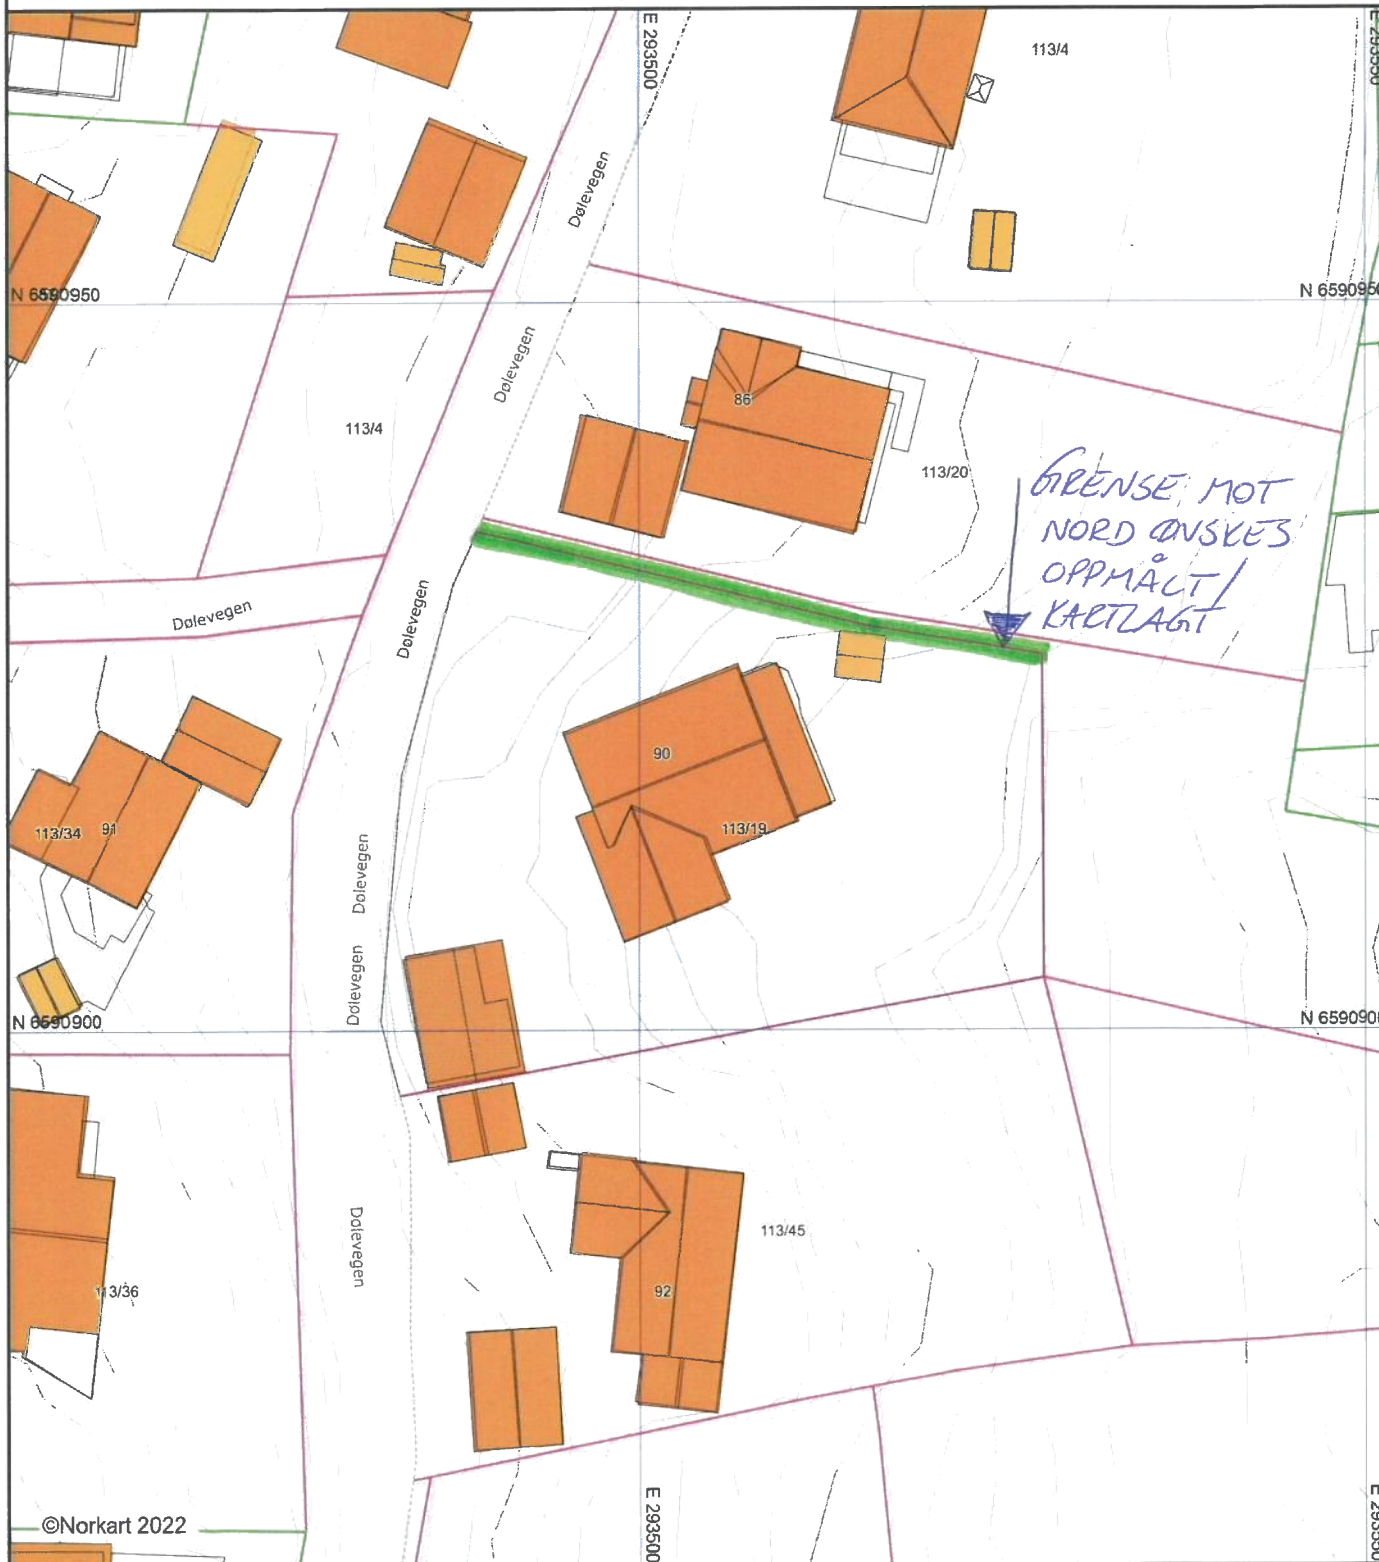 E 293500
113/4
Dølevegen
N 6590950
N 6590950
Dølevegen
86
113/4
113/20
GRENSE MOT
NORD ØNSKES
OPPMÅLT/
KARTLAGT
Dølevegen
Dølevegen
90
113/34
91
113/19
Dølevegen
Dølevegen
N 6590900
N 6590900
Dølevegen
113/45
113/36
92
©Norkart 2022
E 293500